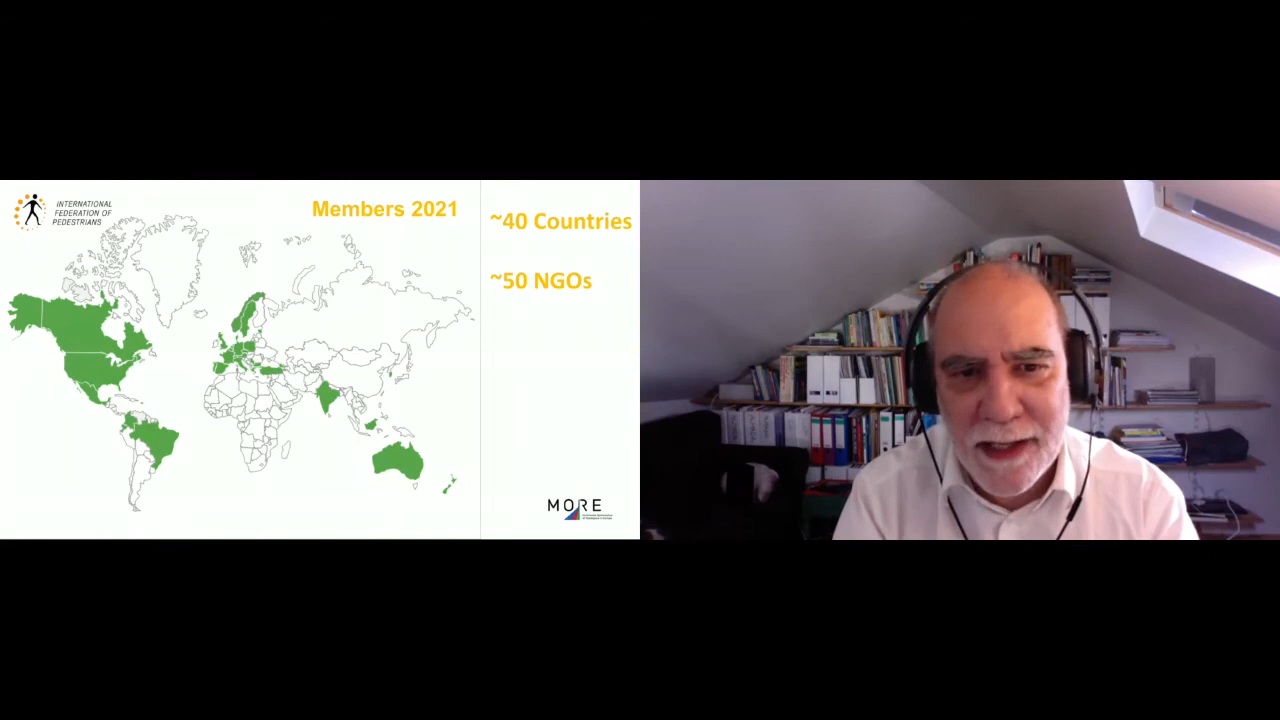 INTERNATIONAL
FEDERATION OF
PEDESTRIANS
Members 2021
~40 Countries
~50 NGOs
MORE